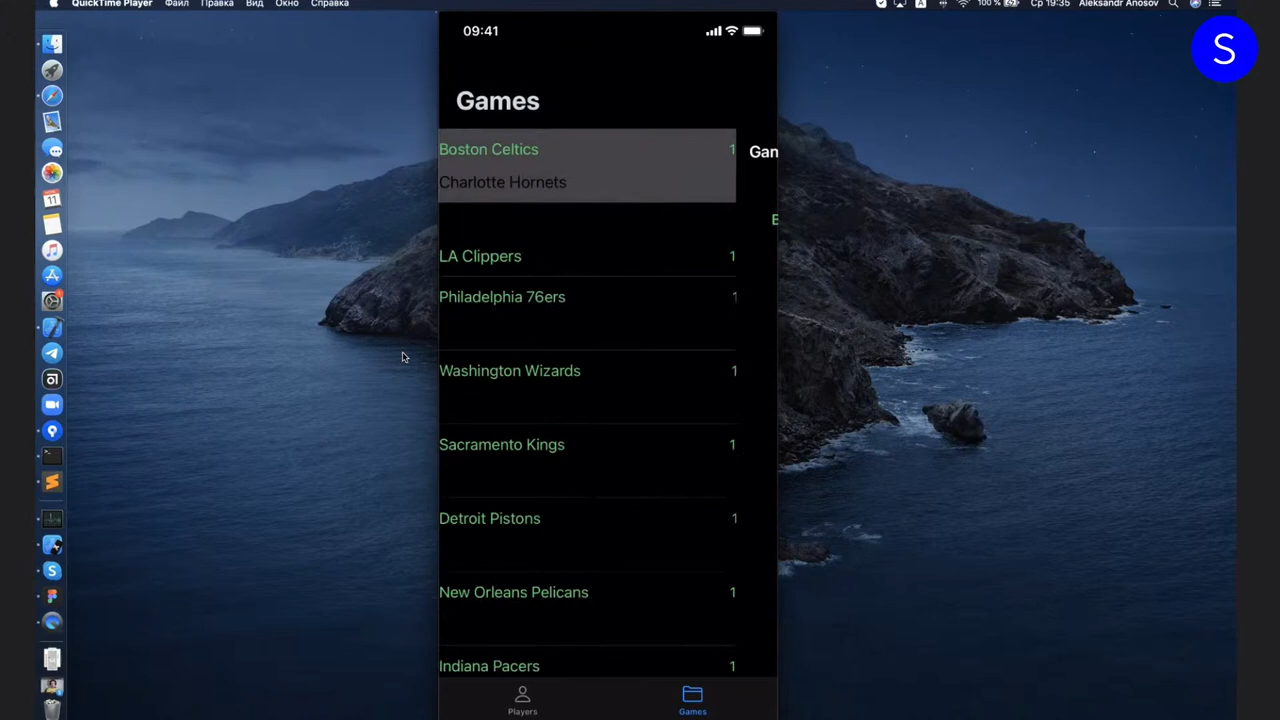 QuickTime Player Файл Правка Вид Окно Справка
A 100 % Ср 19:35 Aleksandr Anosov
S
09:41
Games
Boston Celtics 1
Charlotte Hornets
Gam
E
LA Clippers 1
Philadelphia 76ers 1
Washington Wizards 1
Sacramento Kings 1
Detroit Pistons 1
New Orleans Pelicans 1
Indiana Pacers 1
Players Games
11